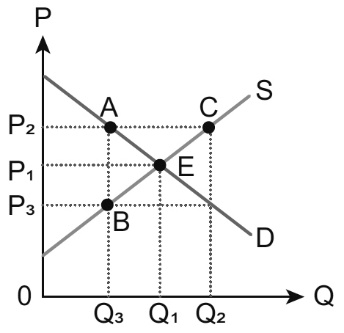 P
S
P₂ A C
P₁ E
P₃ B
D
0 Q₃ Q₁ Q₂ Q